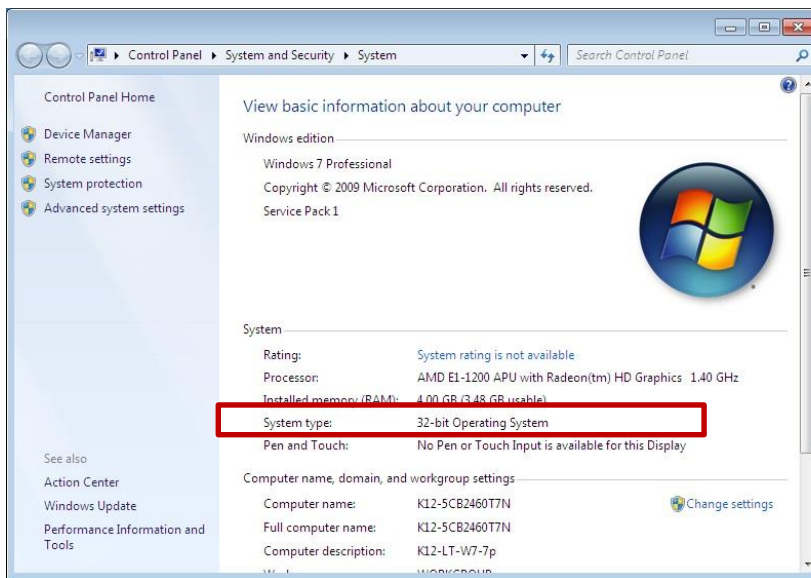 Control Panel System and Security System
Search Control Panel
Control Panel Home
Device Manager
Remote settings
System protection
Advanced system settings
See also
Action Center
Windows Update
Performance Information and
Tools
View basic information about your computer
Windows edition
Windows 7 Professional
Copyright © 2009 Microsoft Corporation. All rights reserved.
Service Pack 1
System
Rating: System rating is not available
Processor: AMD E1-1200 APU with Radeon(tm) HD Graphics 1.40 GHz
Installed memory (RAM): 4.00 GB (3.48 GB usable)
System type: 32-bit Operating System
Pen and Touch: No Pen or Touch Input is available for this Display
Computer name, domain, and workgroup settings
Computer name: K12-5CB2460T7N
Change settings
Full computer name: K12-5CB2460T7N
Computer description: K12-LT-W7-7p
WORKGROUP